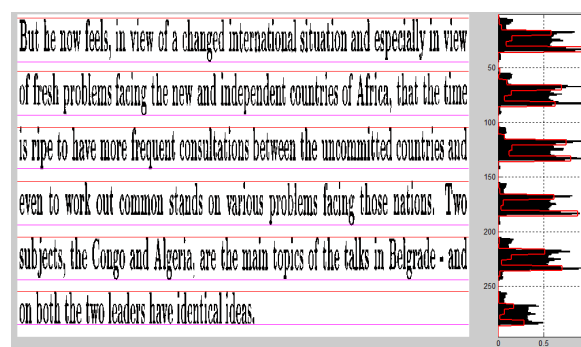 But he now feels, in view of a changed international situation and especially in view
of fresh problems facing the new and independent countries of Africa, that the time
is ripe to have more frequent consultations between the uncommitted countries and
even to work out common stands on various problems facing those nations. Two
subjects, the Congo and Algeria, are the main topics of the talks in Belgrade - and
on both the two leaders have identical ideas.
50
100
150
200
250
0
0.5